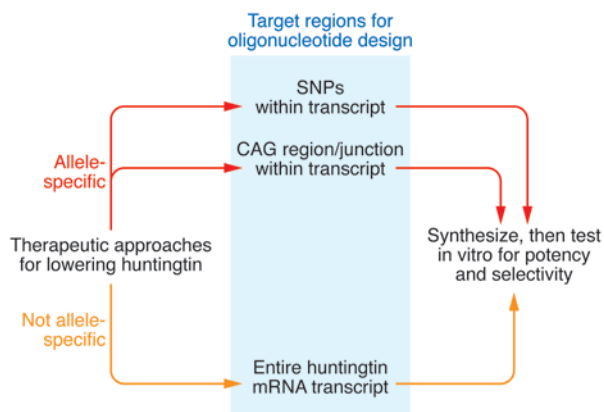 Target regions for
oligonucleotide design
SNPs
within transcript
Allele-
specific
CAG region/junction
within transcript
Therapeutic approaches
for lowering huntingtin
Synthesize, then test
in vitro for potency
and selectivity
Not allele-
specific
Entire huntingtin
mRNA transcript